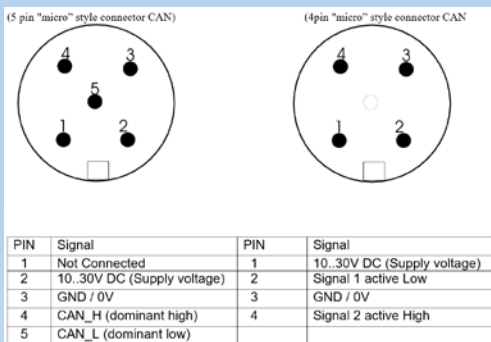 (5 pin "micro" style connector CAN)
(4pin "micro" style connector CAN
4 3
5
1 2
4 3
1 2
PIN Signal PIN Signal
1 Not Connected 1 10..30V DC (Supply voltage)
2 10..30V DC (Supply voltage) 2 Signal 1 active Low
3 GND / 0V 3 GND / 0V
4 CAN_H (dominant high) 4 Signal 2 active High
5 CAN_L (dominant low)